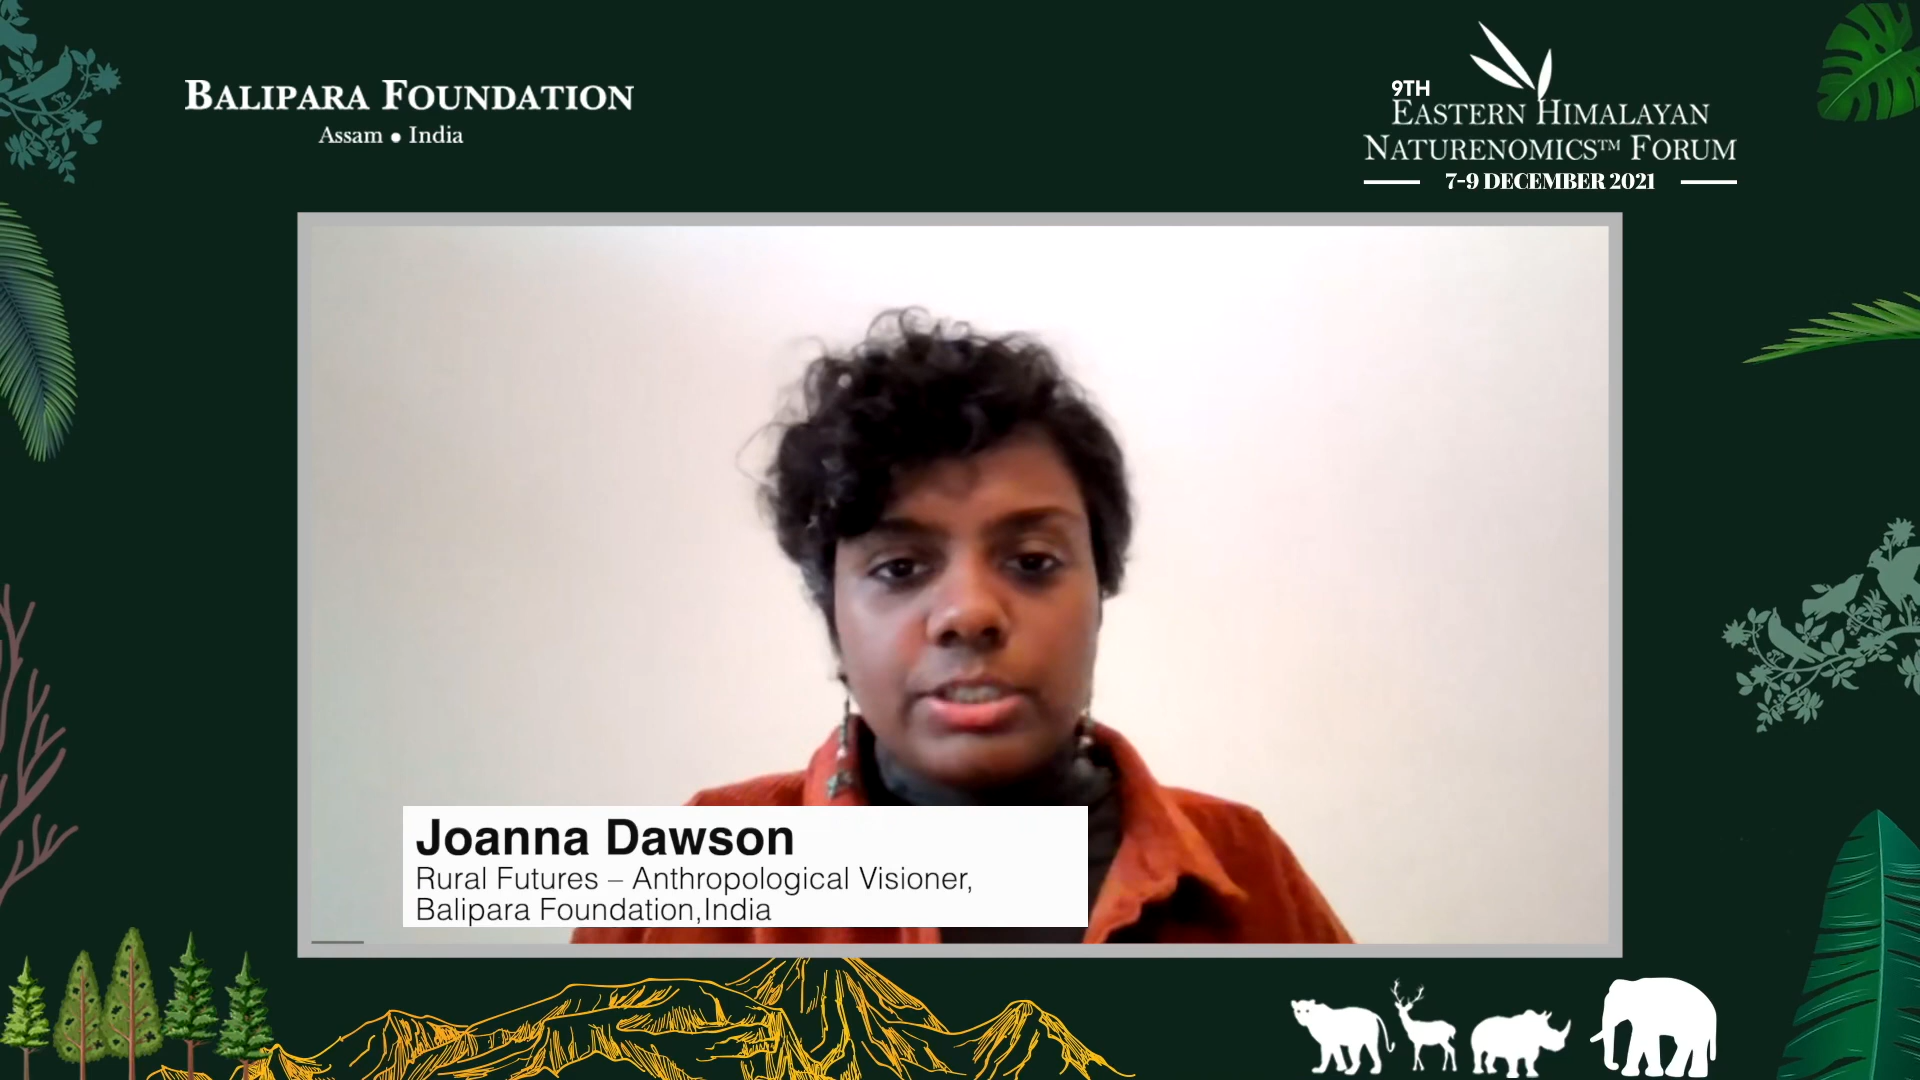 BALIPARA FOUNDATION
Assam • India
9TH
EASTERN HIMALAYAN
NATURENOMICS™ FORUM
7-9 DECEMBER 2021
Joanna Dawson
Rural Futures – Anthropological Visioner,
Balipara Foundation,India